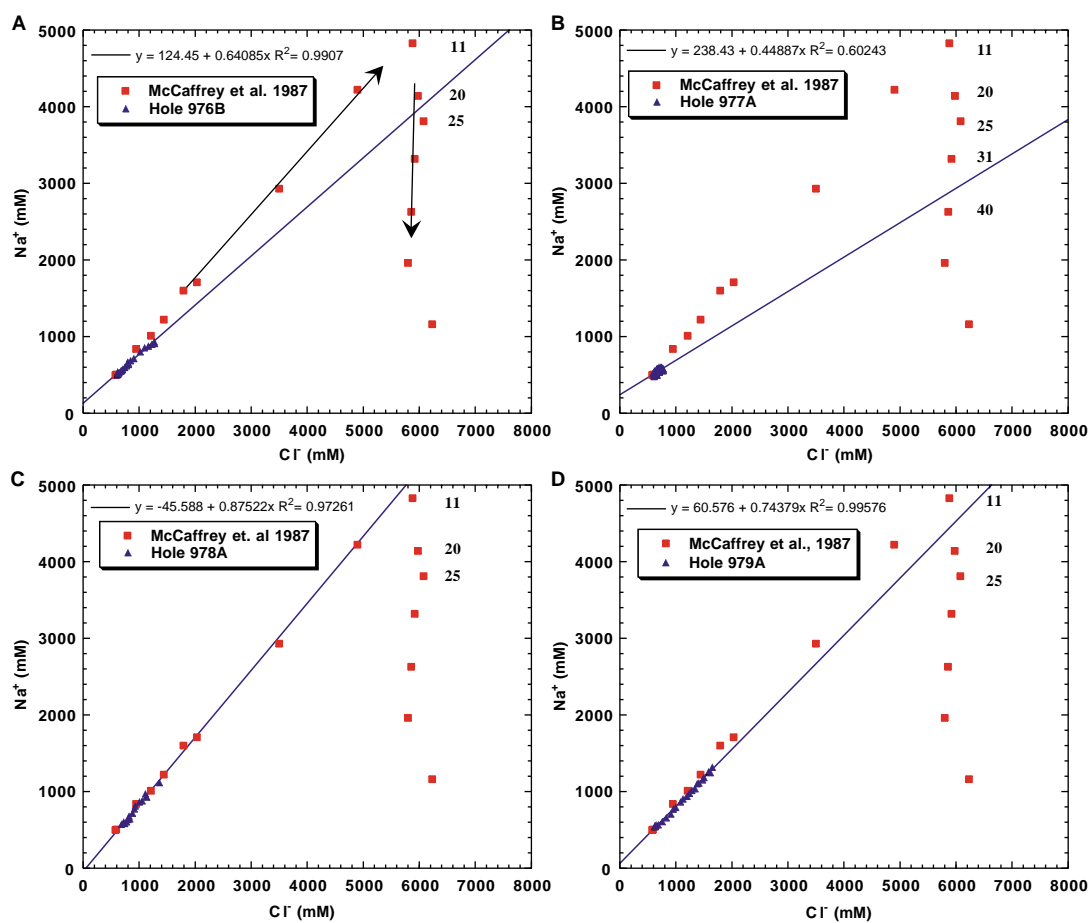 A
5000
4000
3000
2000
1000
0
Na⁺ (mM)
y = 124.45 + 0.64085x R²= 0.9907
McCaffrey et al. 1987
Hole 976B
11
20
25
0 1000 2000 3000 4000 5000 6000 7000 8000
Cl⁻ (mM)
B
5000
4000
3000
2000
1000
0
Na⁺ (mM)
y = 238.43 + 0.44887x R²= 0.60243
McCaffrey et al. 1987
Hole 977A
11
20
25
31
40
0 1000 2000 3000 4000 5000 6000 7000 8000
Cl⁻ (mM)
C
5000
4000
3000
2000
1000
0
Na⁺ (mM)
y = -45.588 + 0.87522x R²= 0.97261
McCaffrey et. al 1987
Hole 978A
11
20
25
0 1000 2000 3000 4000 5000 6000 7000 8000
Cl⁻ (mM)
D
5000
4000
3000
2000
1000
0
Na⁺ (mM)
y = 60.576 + 0.74379x R²= 0.99576
McCaffrey et al., 1987
Hole 979A
11
20
25
0 1000 2000 3000 4000 5000 6000 7000 8000
Cl⁻ (mM)